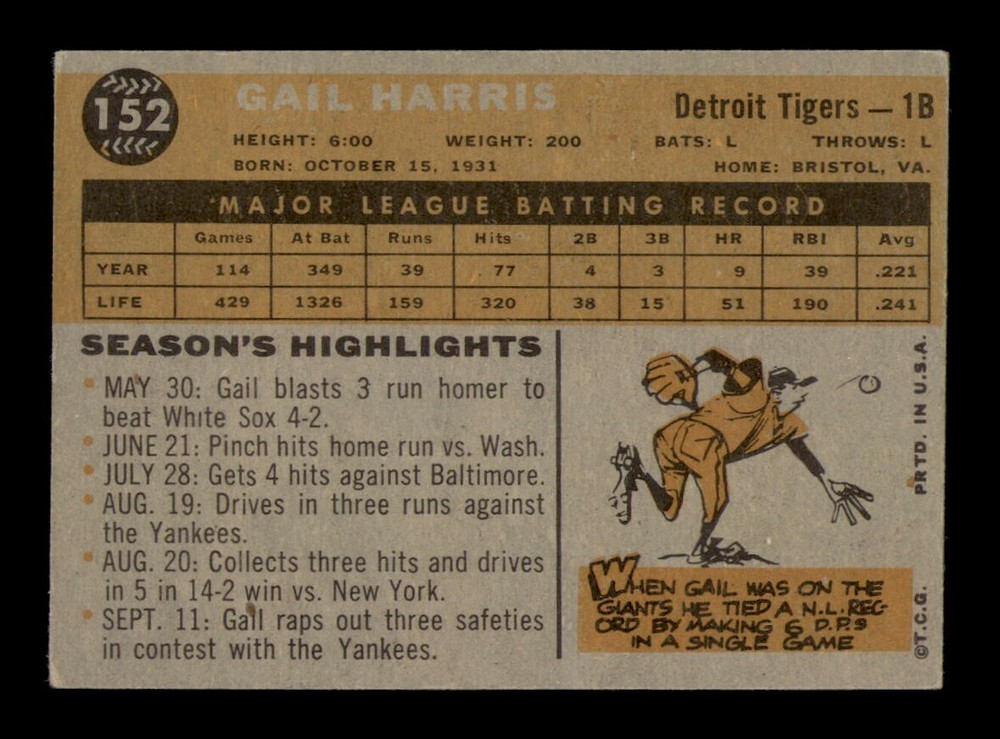 152
GAIL HARRIS
Detroit Tigers — 1B
HEIGHT: 6:00 WEIGHT: 200 BATS: L THROWS: L
BORN: OCTOBER 15, 1931 HOME: BRISTOL, VA.
MAJOR LEAGUE BATTING RECORD
Games At Bat Runs Hits 2B 3B HR RBI Avg
YEAR 114 349 39 77 4 3 9 39 .221
LIFE 429 1326 159 320 38 15 51 190 .241
SEASON'S HIGHLIGHTS
• MAY 30: Gail blasts 3 run homer to
beat White Sox 4-2.
• JUNE 21: Pinch hits home run vs. Wash.
• JULY 28: Gets 4 hits against Baltimore.
• AUG. 19: Drives in three runs against
the Yankees.
• AUG. 20: Collects three hits and drives
in 5 in 14-2 win vs. New York.
• SEPT. 11: Gail raps out three safeties
in contest with the Yankees.
WHEN GAIL WAS ON THE
GIANTS HE TIED A N.L. REC-
ORD BY MAKING 6 D.P.S
IN A SINGLE GAME
©T.C.G. PRTD. IN U.S.A.